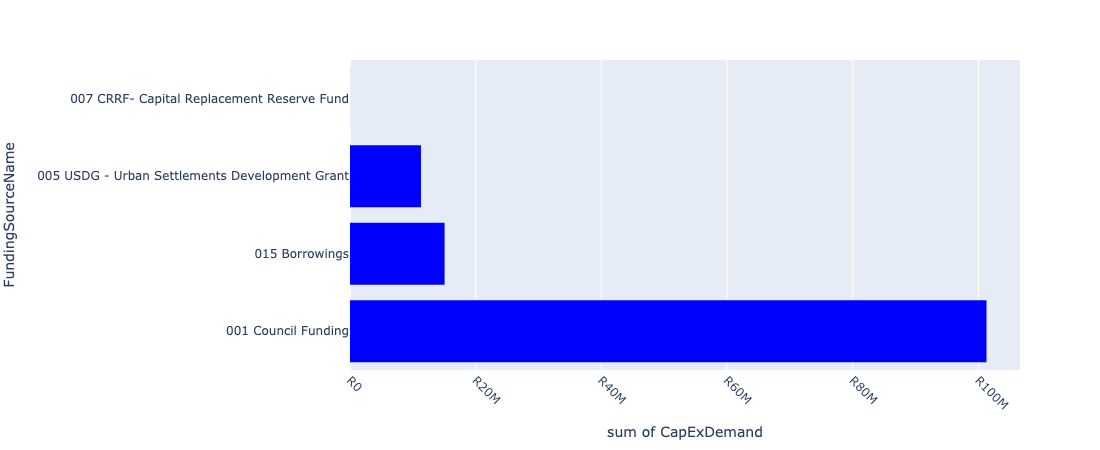 007 CRRF- Capital Replacement Reserve Fund
005 USDG - Urban Settlements Development Grant
015 Borrowings
001 Council Funding
FundingSourceName
R0
R20M
R40M
R60M
R80M
R100M
sum of CapExDemand